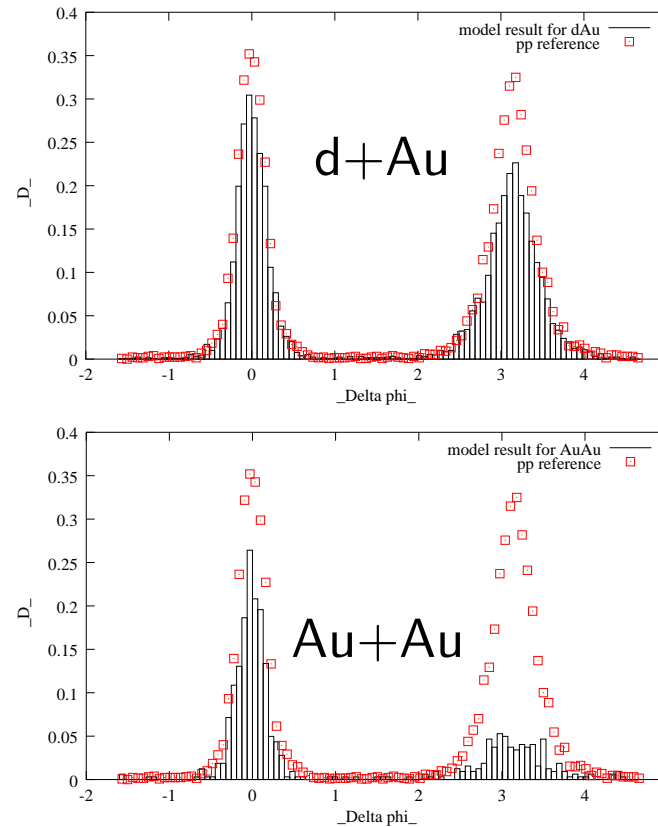 0.4
model result for dAu
pp reference
0.35
0.3
0.25
0.2
0.15
0.1
0.05
0
_D_
d+Au
-2 -1 0 1 2 3 4
_Delta phi_
0.4
model result for AuAu
pp reference
0.35
0.3
0.25
0.2
0.15
0.1
0.05
0
_D_
Au+Au
-2 -1 0 1 2 3 4
_Delta phi_